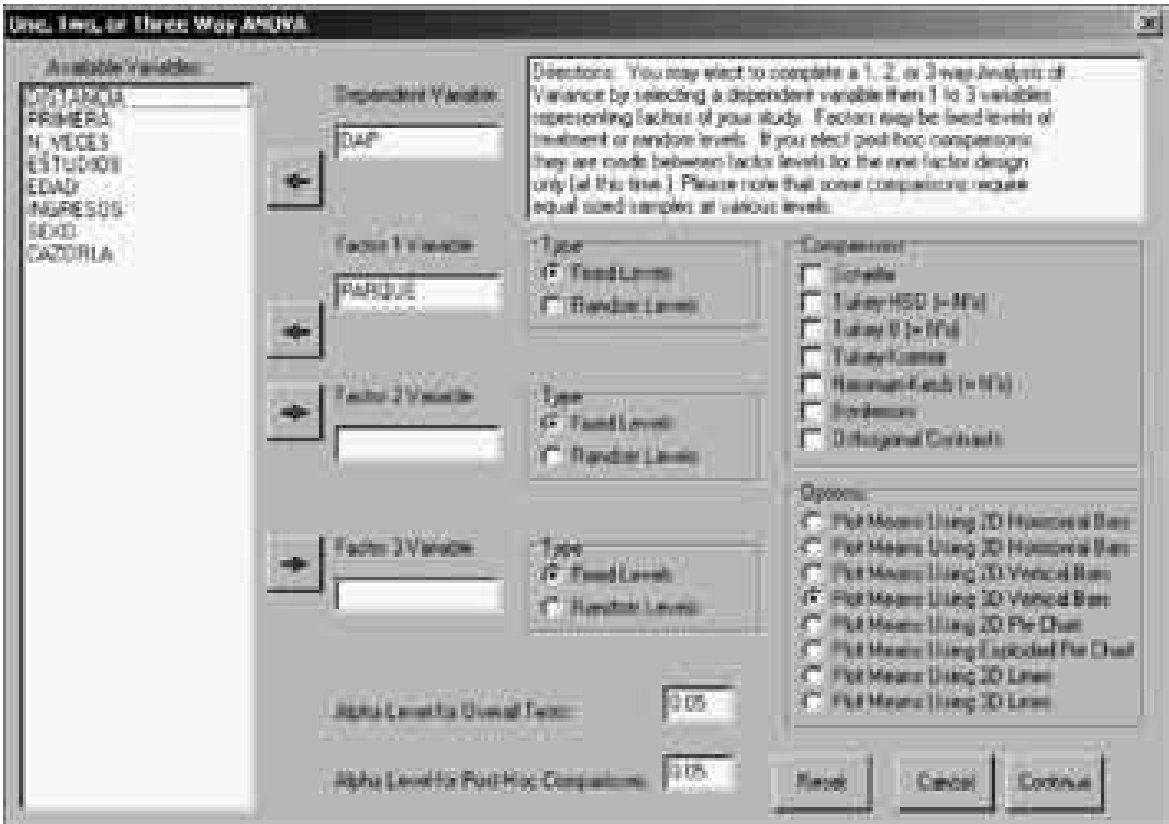 One, Two, or Three Way ANOVA
Available Variables
DISTANCIA
PRIMERA
N_VECES
ESTUDIOS
EDAD
INGRESOS
SEXO
CAZORLA
Dependent Variable
DAP
Directions: You may elect to complete a 1, 2, or 3 way Analysis of
Variance by selecting a dependent variable then 1 to 3 variables
representing factors of your study. Factors may be fixed levels of
treatment or random levels. If you elect post-hoc comparisons,
they are made between factor levels for the one factor design
only (at this time.) Please note that some comparisons require
equal sized samples at various levels.
Factor 1 Variable
PARQUE
Type
Fixed Levels
Random Levels
Factor 2 Variable
Type
Fixed Levels
Random Levels
Factor 3 Variable
Type
Fixed Levels
Random Levels
Alpha Level for Overall Tests:
0.05
Alpha Level for Post-Hoc Comparisons:
0.05
Comparisons
Scheffe
Tukey HSD (= N's)
Tukey B (= N's)
Tukey-Kramer
Newman-Keuls (= N's)
Bonferroni
Orthogonal Contrasts
Options:
Plot Means Using 2D Horizontal Bars
Plot Means Using 3D Horizontal Bars
Plot Means Using 2D Vertical Bars
Plot Means Using 3D Vertical Bars
Plot Means Using 2D Pie Chart
Plot Means Using Exploded Pie Chart
Plot Means Using 2D Lines
Plot Means Using 3D Lines
Reset
Cancel
Continue